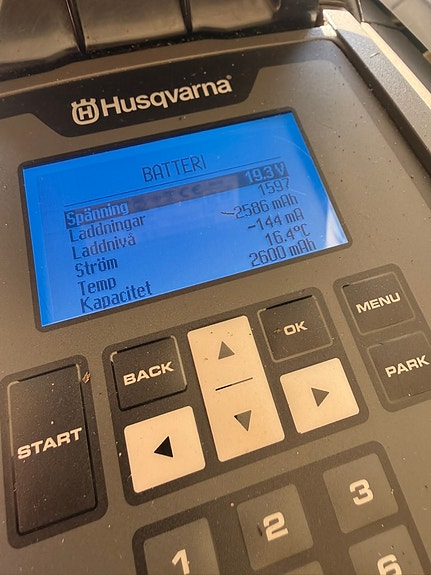 Husqvarna
BATTERI
Spänning 19.3 V
Laddningar 1597
Laddnivå 2586 mAh
Ström -144 mA
Temp 16.4°C
Kapacitet 2600 mAh
START
BACK
OK
MENU
PARK
1 2 3
6